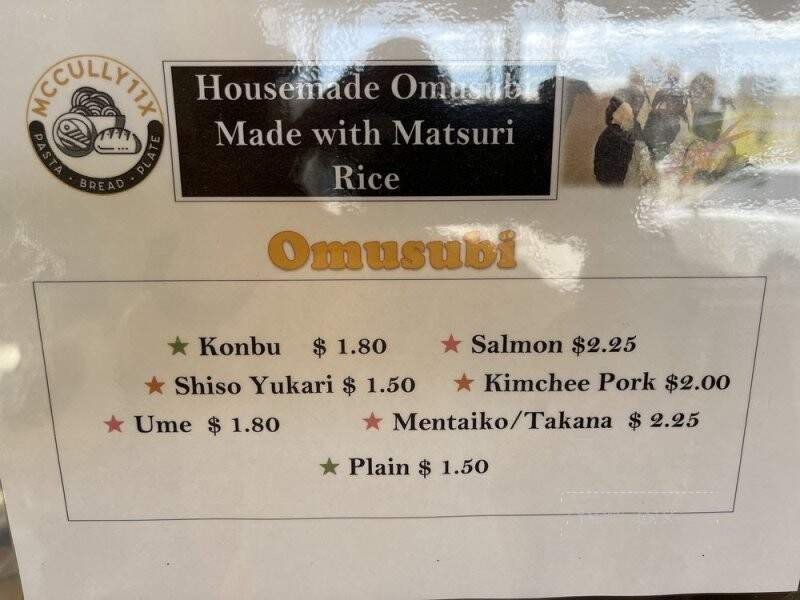 MCCULLY11X
PASTA · BREAD · PLATE
Housemade Omusubi
Made with Matsuri
Rice
Omusubi
★ Konbu $ 1.80 ★ Salmon $2.25
★ Shiso Yukari $ 1.50 ★ Kimchee Pork $2.00
★ Ume $ 1.80 ★ Mentaiko/Takana $ 2.25
★ Plain $ 1.50